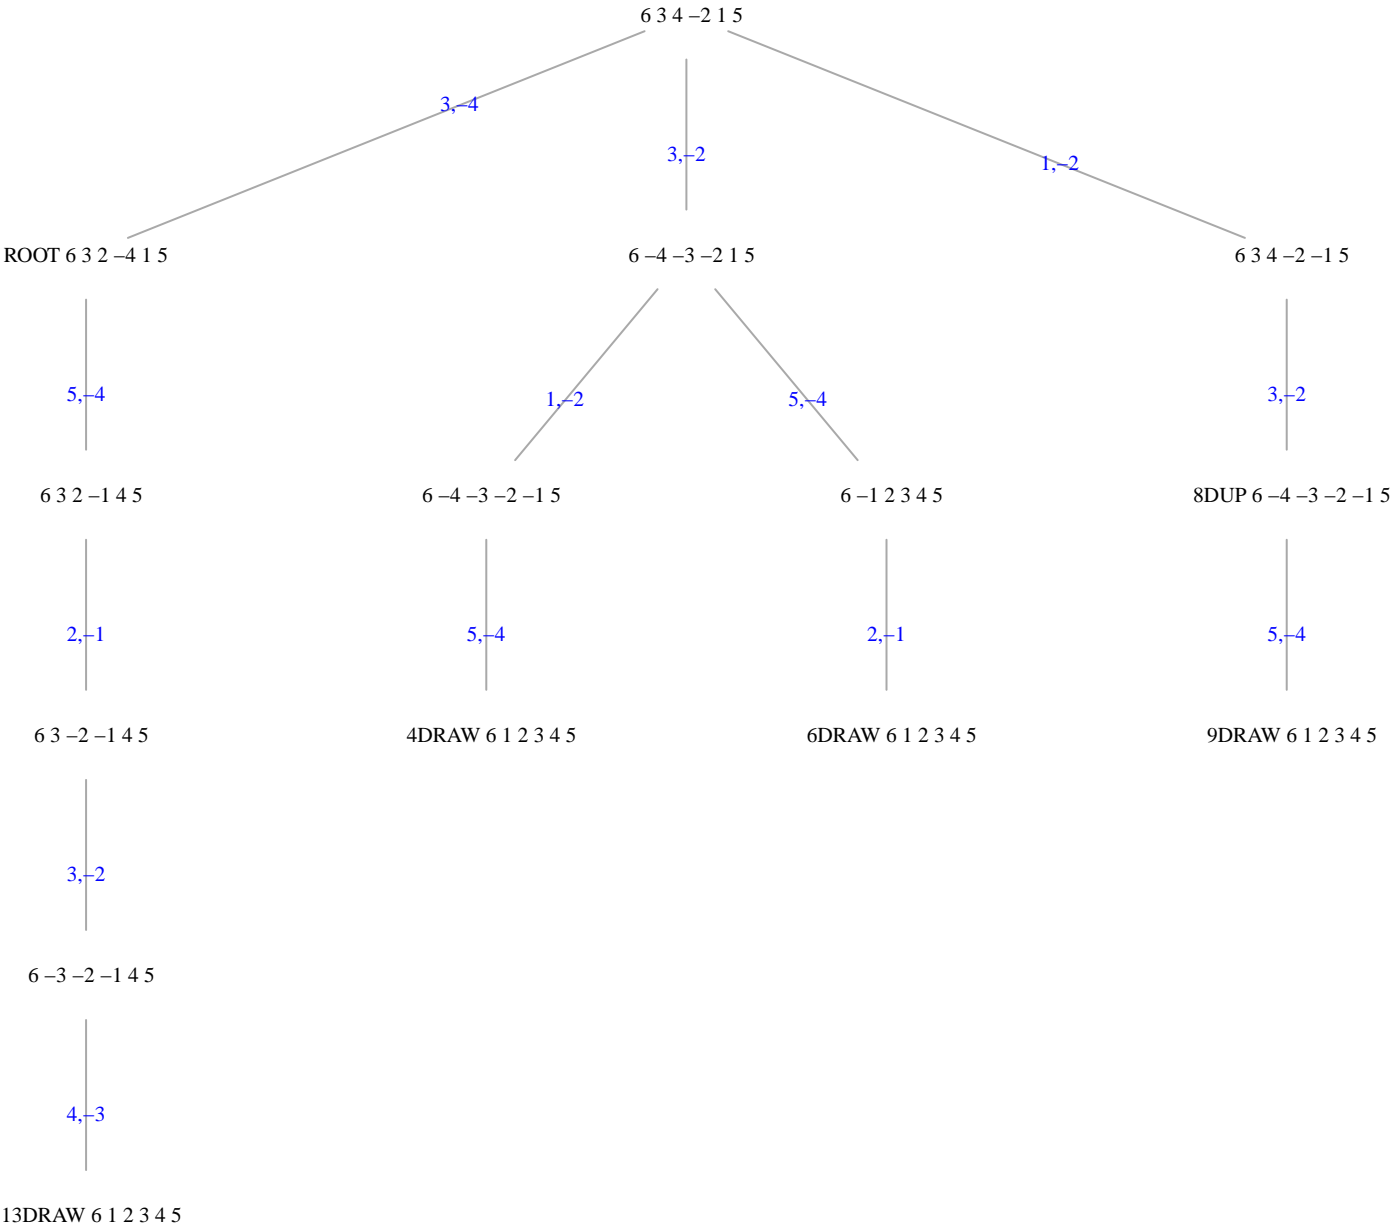 6 3 4 –2 1 5
3,–4
3,–2
1,–2
ROOT 6 3 2 –4 1 5
6 –4 –3 –2 1 5
6 3 4 –2 –1 5
5,–4
1,–2
5,–4
3,–2
6 3 2 –1 4 5
6 –4 –3 –2 –1 5
6 –1 2 3 4 5
8DUP 6 –4 –3 –2 –1 5
2,–1
5,–4
2,–1
5,–4
6 3 –2 –1 4 5
4DRAW 6 1 2 3 4 5
6DRAW 6 1 2 3 4 5
9DRAW 6 1 2 3 4 5
3,–2
6 –3 –2 –1 4 5
4,–3
13DRAW 6 1 2 3 4 5